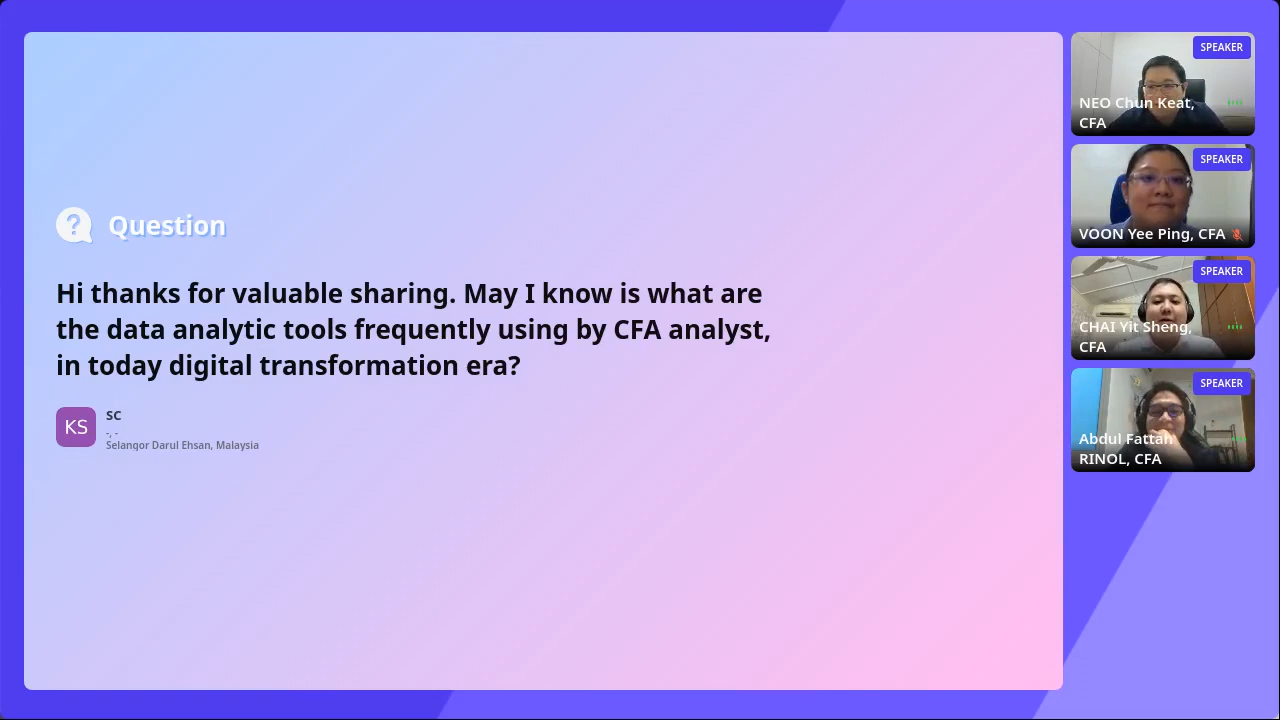 Question
Hi thanks for valuable sharing. May I know is what are
the data analytic tools frequently using by CFA analyst,
in today digital transformation era?
KS
SC
-, -
Selangor Darul Ehsan, Malaysia
SPEAKER
NEO Chun Keat,
CFA
SPEAKER
VOON Yee Ping, CFA
SPEAKER
CHAI Yit Sheng,
CFA
SPEAKER
Abdul Fattah
RINOL, CFA